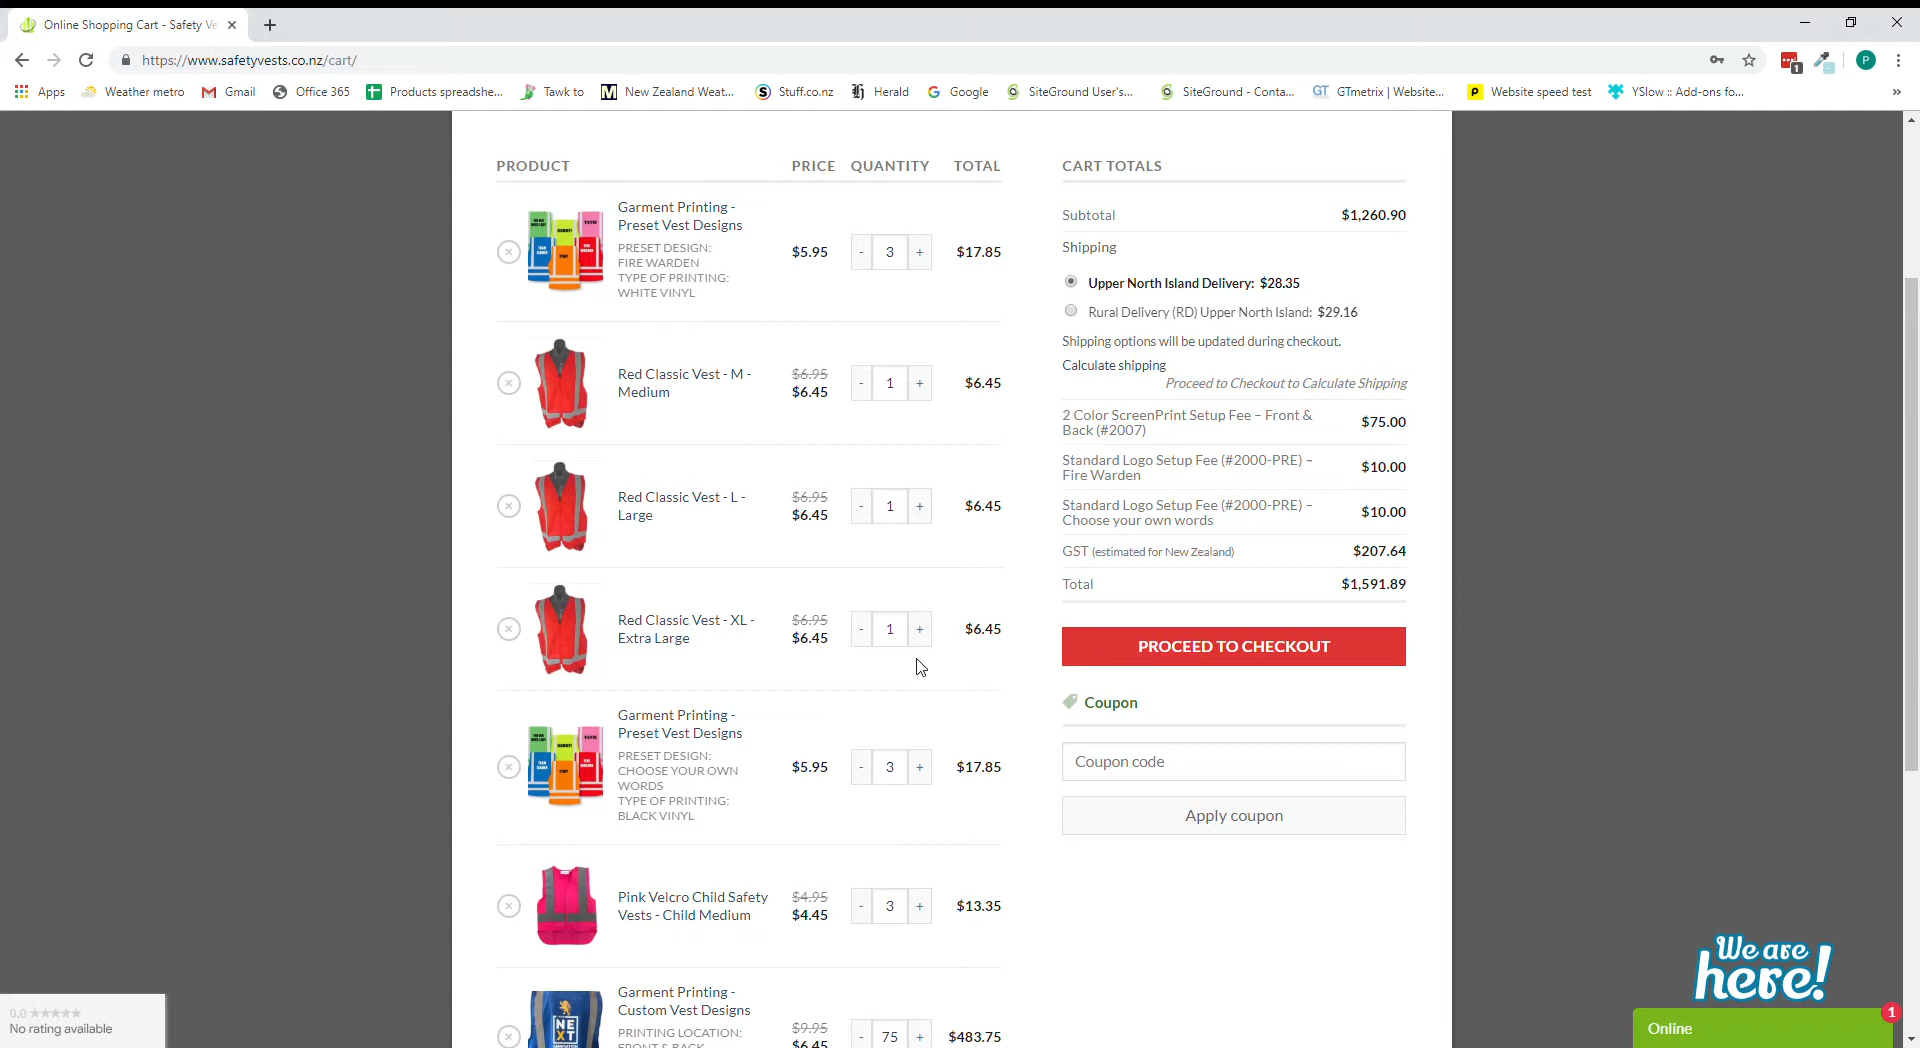 Online Shopping Cart - Safety Ve
https://www.safetyvests.co.nz/cart/
1
P
Apps
Weather metro
Gmail
Office 365
Products spreadshe...
Tawk to
New Zealand Weat...
Stuff.co.nz
Herald
Google
SiteGround User's...
SiteGround - Conta...
GT
GTmetrix | Website...
Website speed test
YSlow :: Add-ons fo...
»
PRODUCT PRICE QUANTITY TOTAL
Garment Printing -
Preset Vest Designs
PRESET DESIGN:
FIRE WARDEN
TYPE OF PRINTING:
WHITE VINYL
$5.95
- 3 +
$17.85
Red Classic Vest - M -
Medium
$6.95
$6.45
- 1 +
$6.45
Red Classic Vest - L -
Large
$6.95
$6.45
- 1 +
$6.45
Red Classic Vest - XL -
Extra Large
$6.95
$6.45
- 1 +
$6.45
Garment Printing -
Preset Vest Designs
PRESET DESIGN:
CHOOSE YOUR OWN
WORDS
TYPE OF PRINTING:
BLACK VINYL
$5.95
- 3 +
$17.85
Pink Velcro Child Safety
Vests - Child Medium
$4.95
$4.45
- 3 +
$13.35
NE
XT
Garment Printing -
Custom Vest Designs
PRINTING LOCATION:
FRONT & BACK
$9.95
$6.45
- 75 +
$483.75
CART TOTALS
Subtotal $1,260.90
Shipping
Upper North Island Delivery: $28.35
Rural Delivery (RD) Upper North Island: $29.16
Shipping options will be updated during checkout.
Calculate shipping
Proceed to Checkout to Calculate Shipping
2 Color ScreenPrint Setup Fee – Front &
Back (#2007)
$75.00
Standard Logo Setup Fee (#2000-PRE) –
Fire Warden
$10.00
Standard Logo Setup Fee (#2000-PRE) –
Choose your own words
$10.00
GST (estimated for New Zealand) $207.64
Total $1,591.89
PROCEED TO CHECKOUT
Coupon
Coupon code
Apply coupon
0.0 ★★★★★
No rating available
We are
here!
1
Online